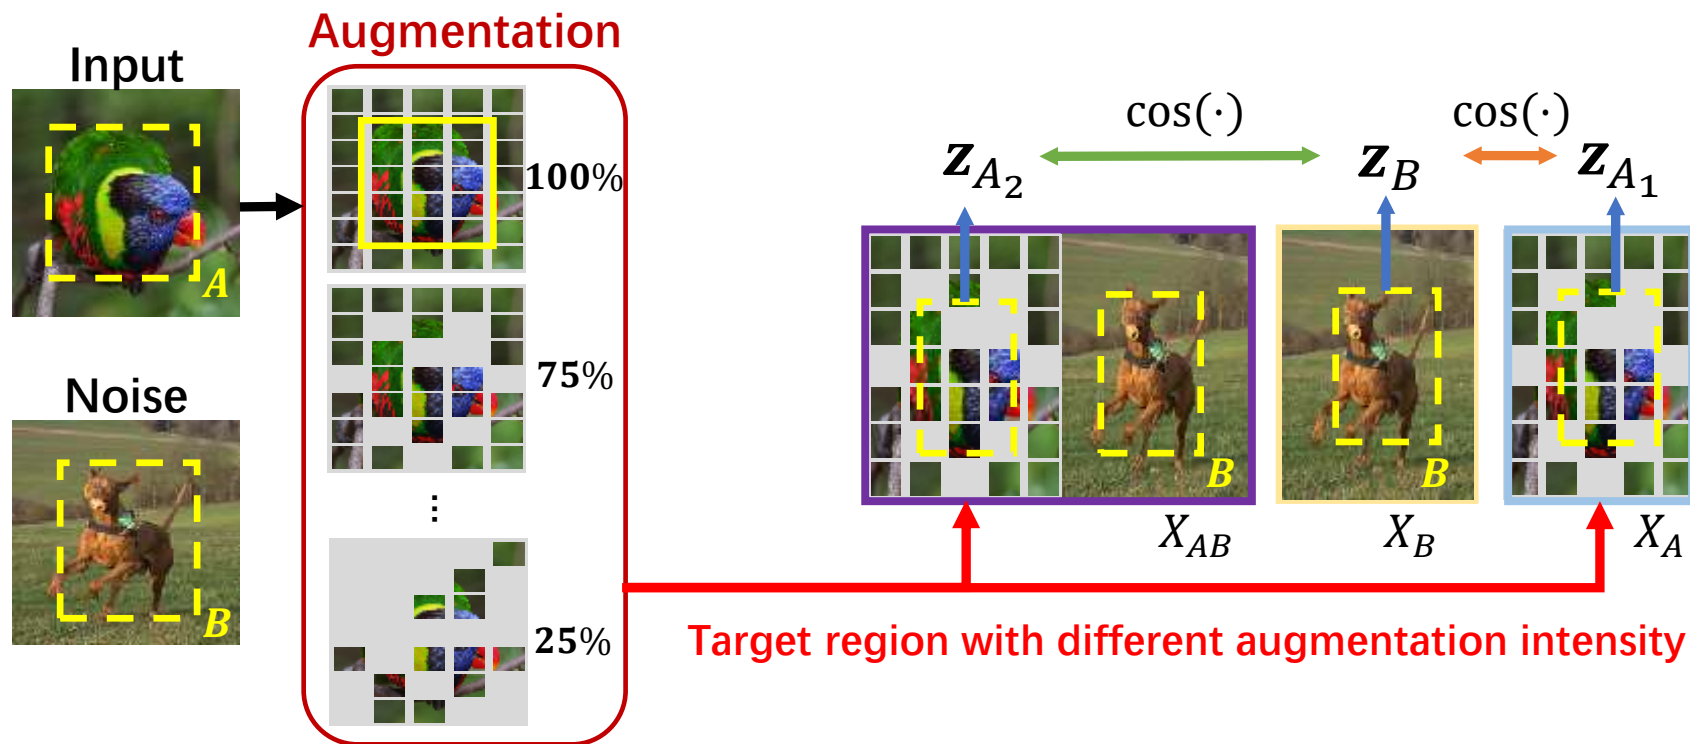 Augmentation
Input
A
100%
75%
⋮
25%
Noise
B
cos(·)
cos(·)
z_{A_2}
z_B
z_{A_1}
B
B
X_{AB}
X_B
X_A
Target region with different augmentation intensity